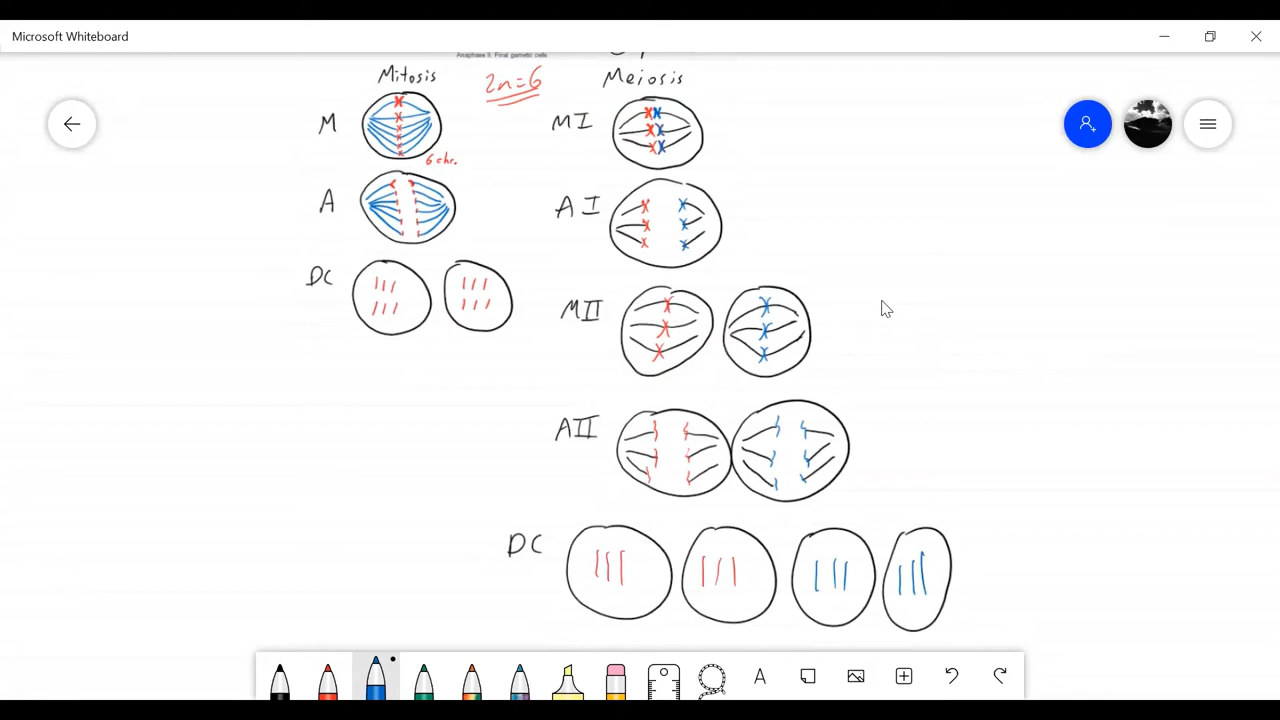 Microsoft Whiteboard
Anaphase II. Final gametic cells
Mitosis
2n=6
Meiosis
M
6 chr.
MI
A
AI
DC
MII
AII
DC
A